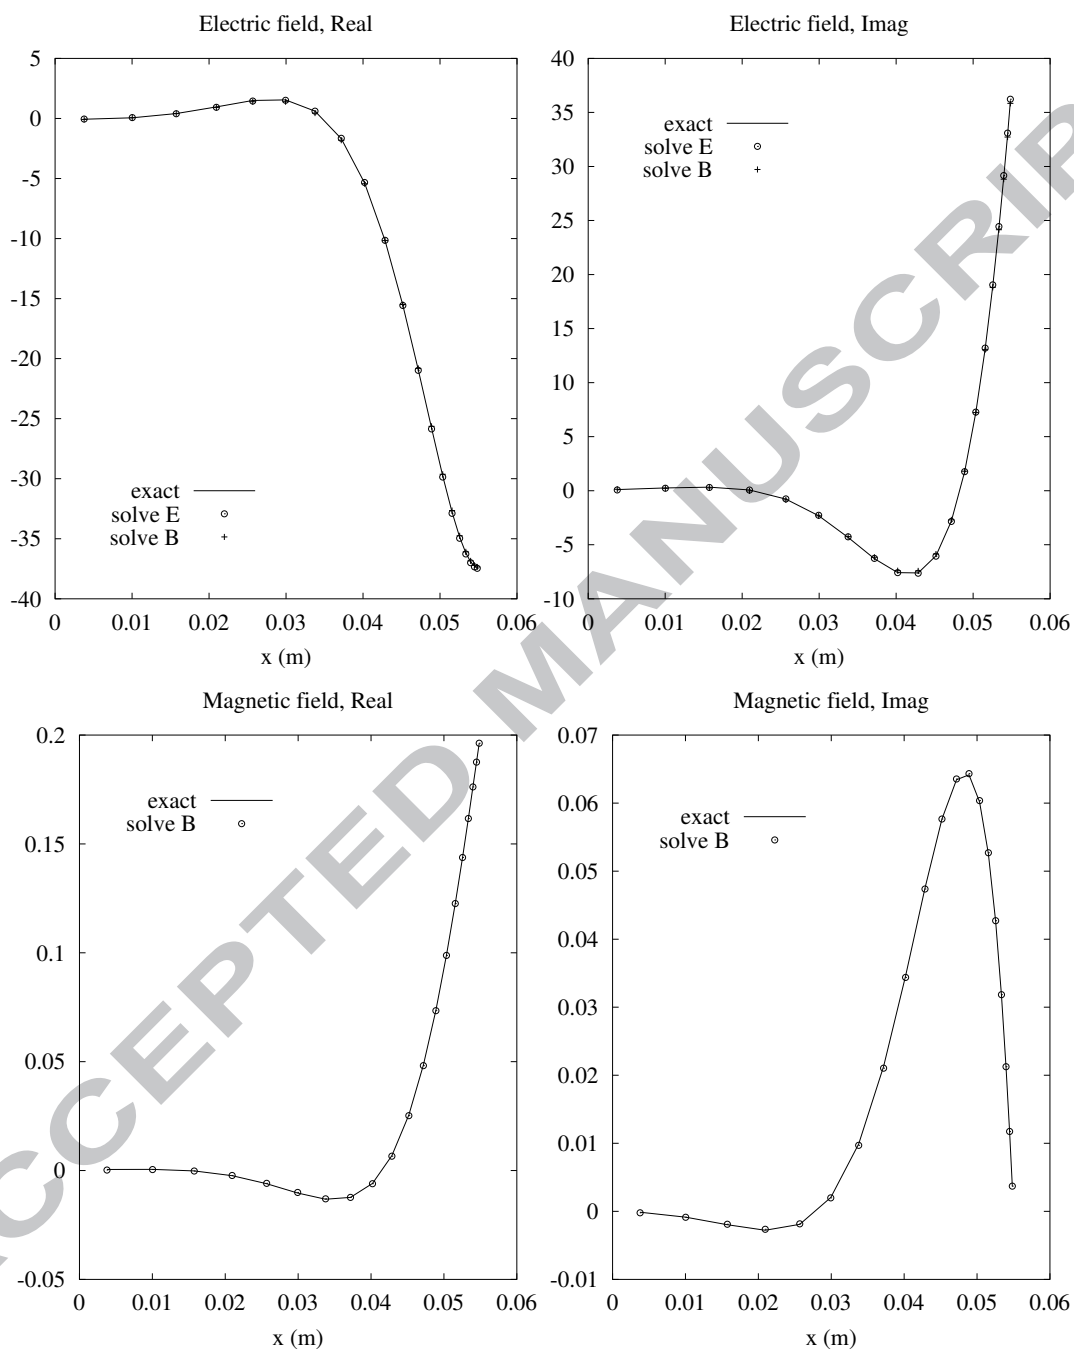 Electric field, Real
5
0
-5
-10
-15
-20
-25
-30
-35
-40
0 0.01 0.02 0.03 0.04 0.05 0.06
x (m)
exact
solve E
solve B
Electric field, Imag
40
35
30
25
20
15
10
5
0
-5
-10
0 0.01 0.02 0.03 0.04 0.05 0.06
x (m)
exact
solve E
solve B
Magnetic field, Real
0.2
0.15
0.1
0.05
0
-0.05
0 0.01 0.02 0.03 0.04 0.05 0.06
x (m)
exact
solve B
Magnetic field, Imag
0.07
0.06
0.05
0.04
0.03
0.02
0.01
0
-0.01
0 0.01 0.02 0.03 0.04 0.05 0.06
x (m)
exact
solve B
ACCEPTED MANUSCRIP